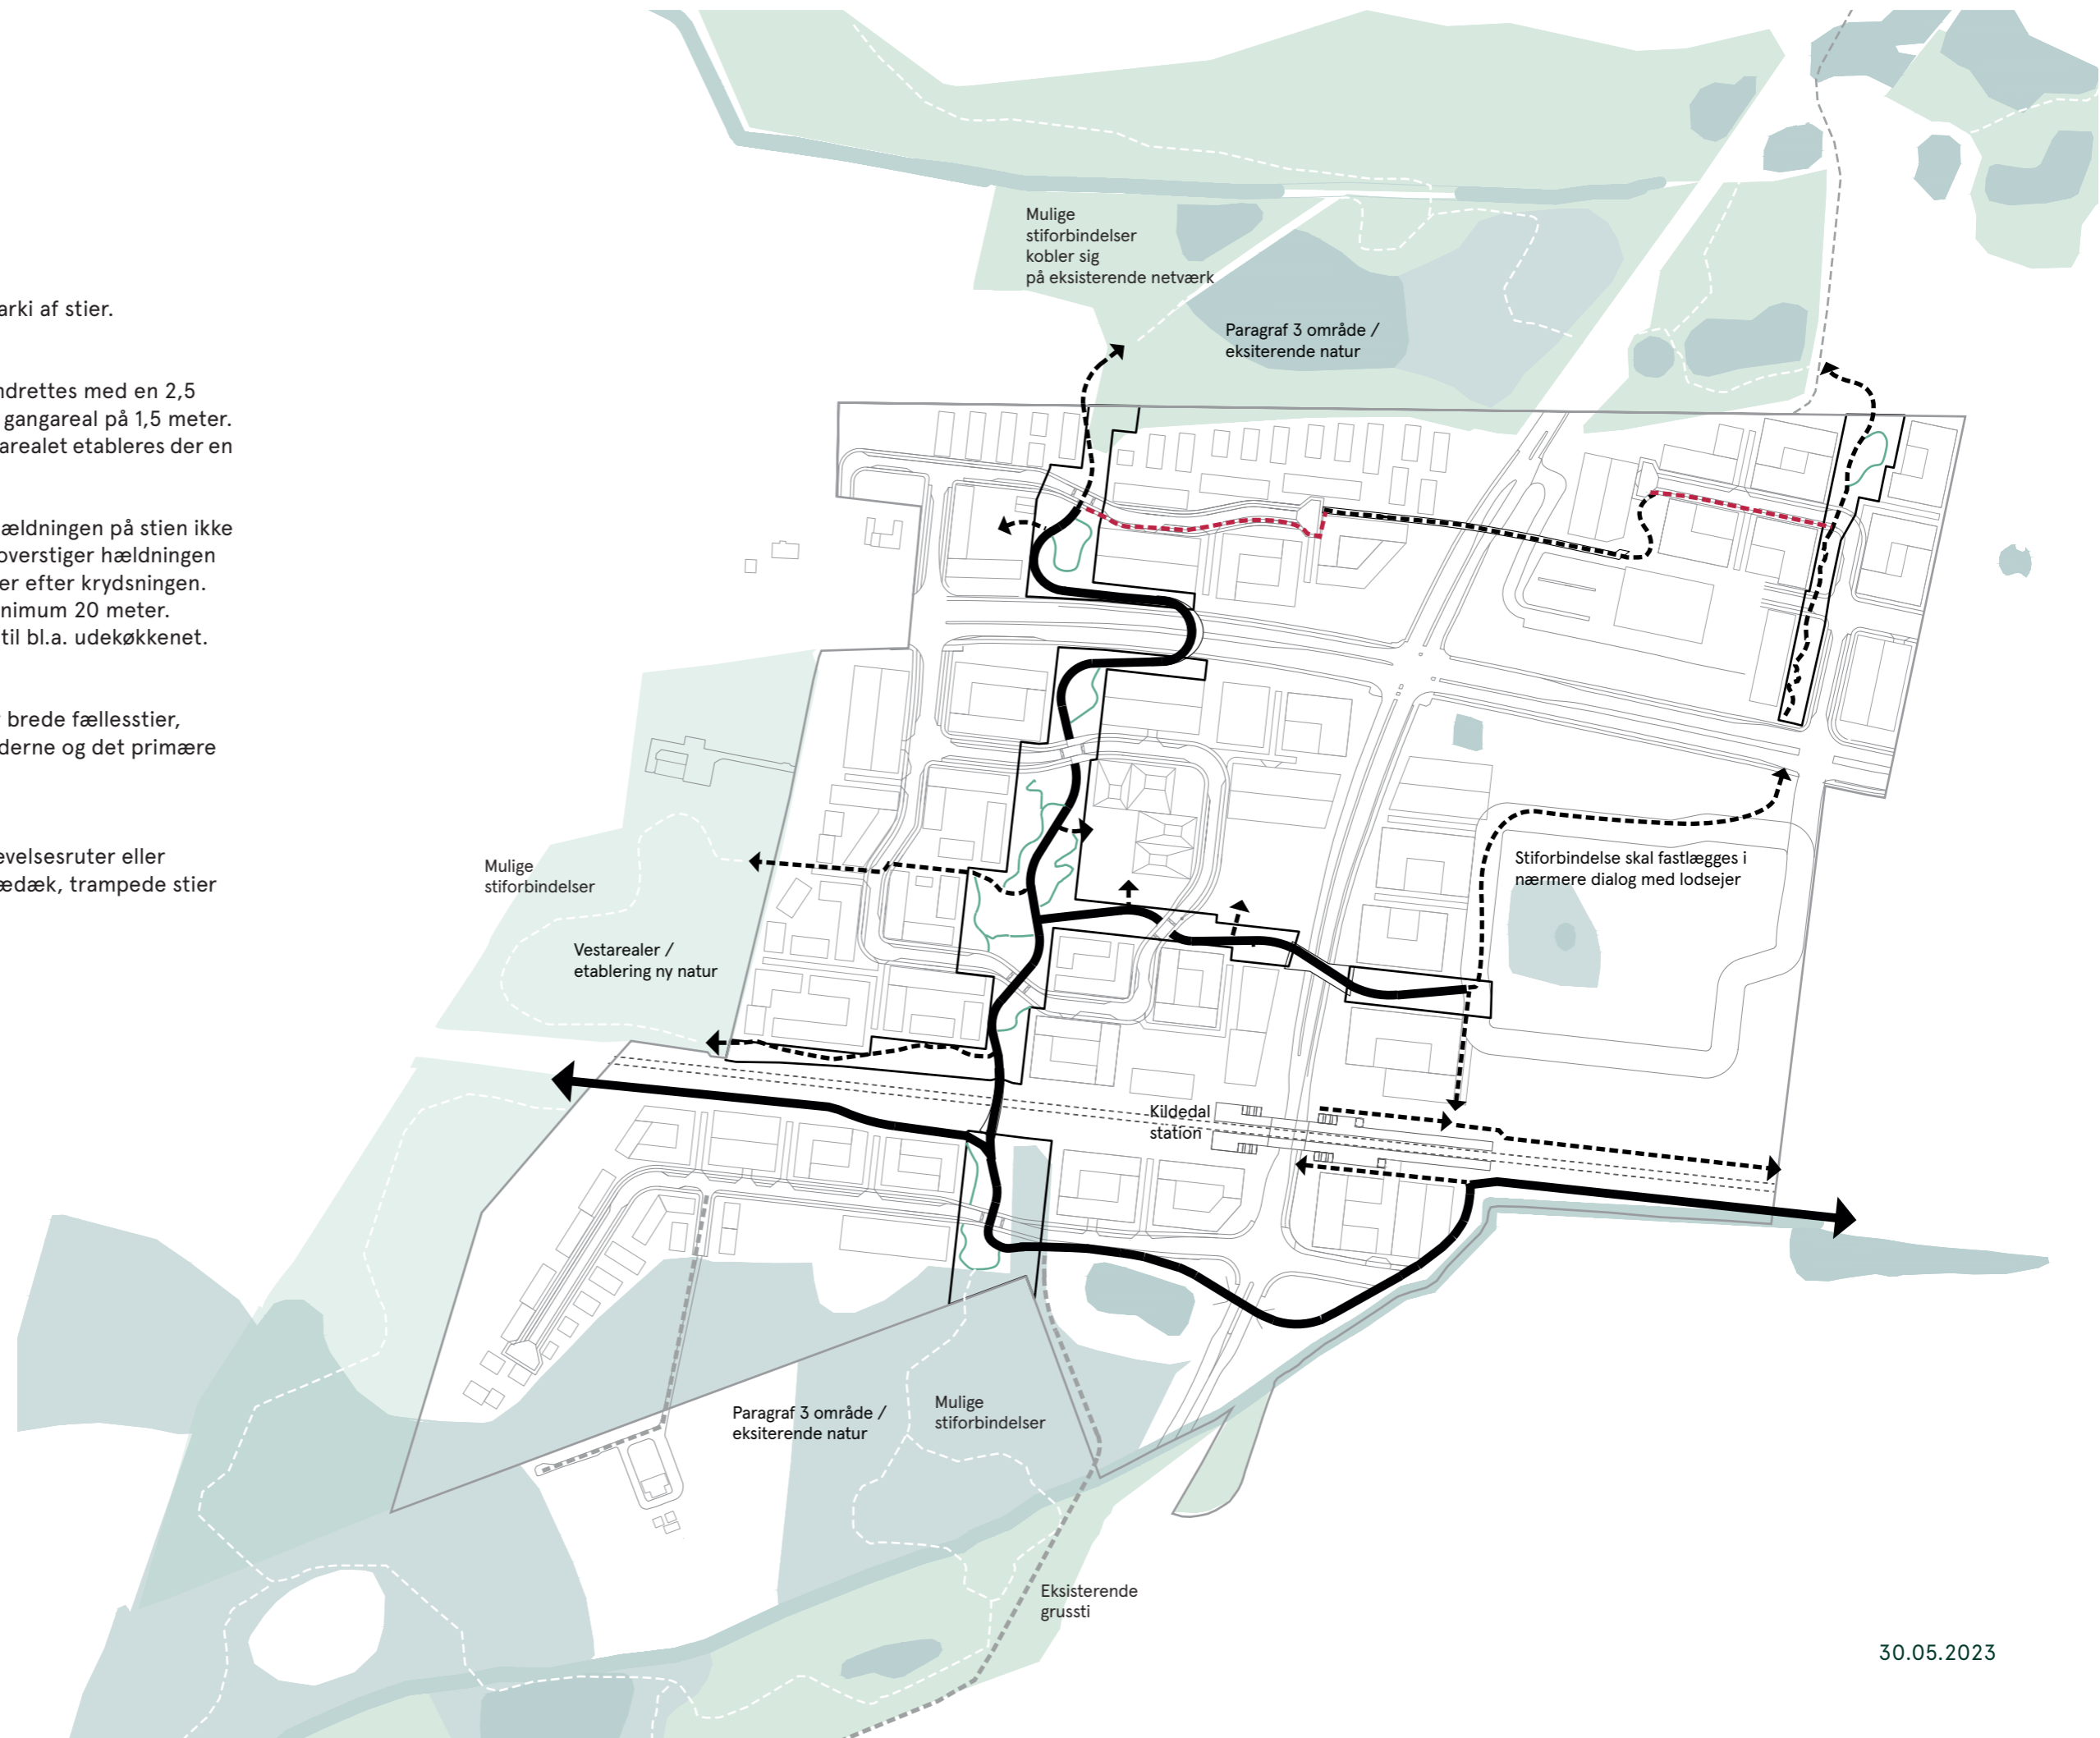 arki af stier.
ndrettes med en 2,5
gangareal på 1,5 meter.
arealet etableres der en
ældningen på stien ikke
overstiger hældningen
er efter krydsningen.
nimum 20 meter.
til bl.a. udekøkkenet.
brede fællesstier,
derne og det primære
evelsesruter eller
ædæk, trampede stier
Mulige
stiforbindelser
kobler sig
på eksisterende netværk
Paragraf 3 område /
eksiterende natur
Mulige
stiforbindelser
Vestarealer /
etablering ny natur
Stiforbindelse skal fastlægges i
nærmere dialog med lodsejer
Kildedal
station
Paragraf 3 område /
eksiterende natur
Mulige
stiforbindelser
Eksisterende
grussti
30.05.2023